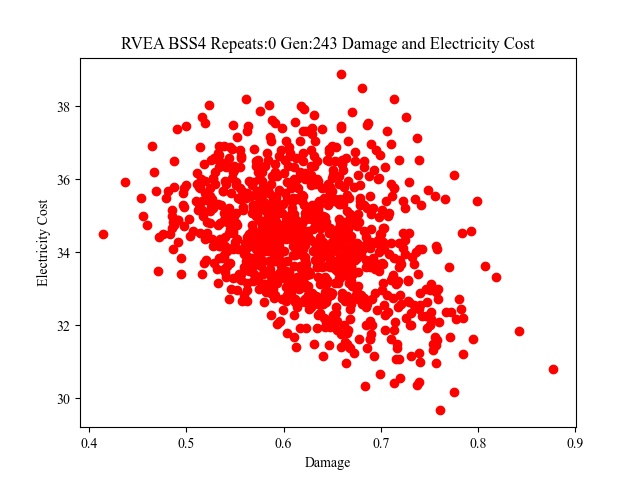 RVEA BSS4 Repeats:0 Gen:243 Damage and Electricity Cost
38
36
34
32
30
Electricity Cost
0.4 0.5 0.6 0.7 0.8 0.9
Damage